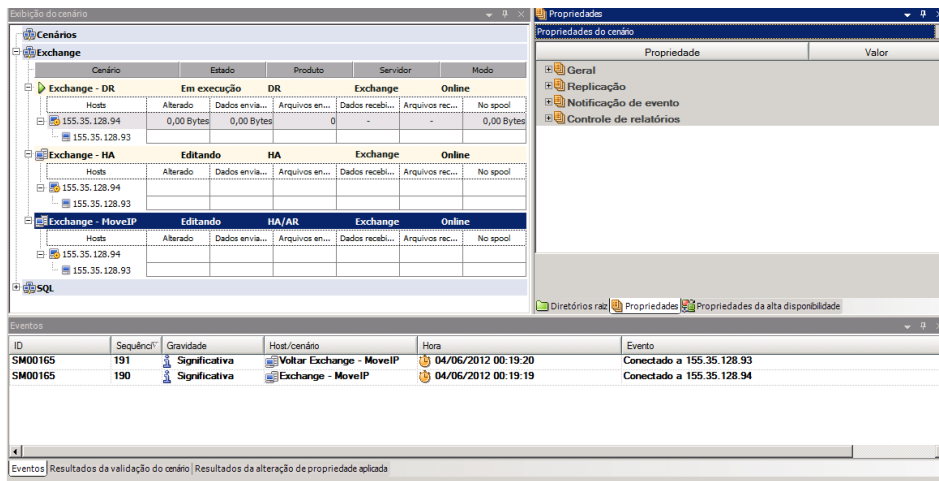 Exibição do cenário
Cenários
Exchange
Cenário Estado Produto Servidor Modo
Exchange - DR Em execução DR Exchange Online
Hosts Alterado Dados envia... Arquivos en... Dados recebi... Arquivos rec... No spool
155.35.128.94 0,00 Bytes 0,00 Bytes 0 - - 0,00 Bytes
155.35.128.93
Exchange - HA Editando HA Exchange Online
Hosts Alterado Dados envia... Arquivos en... Dados recebi... Arquivos rec... No spool
155.35.128.94
155.35.128.93
Exchange - MoveIP Editando HA/AR Exchange Online
Hosts Alterado Dados envia... Arquivos en... Dados recebi... Arquivos rec... No spool
155.35.128.94
155.35.128.93
SQL
Propriedades
Propriedades do cenário
Propriedade Valor
Geral
Replicação
Notificação de evento
Controle de relatórios
Diretórios raiz Propriedades Propriedades da alta disponibilidade
Eventos
ID Sequênci Gravidade Host/cenário Hora Evento
SM00165 191 Significativa Voltar Exchange - MoveIP 04/06/2012 00:19:20 Conectado a 155.35.128.93
SM00165 190 Significativa Exchange - MoveIP 04/06/2012 00:19:19 Conectado a 155.35.128.94
Eventos Resultados da validação do cenário Resultados da alteração de propriedade aplicada